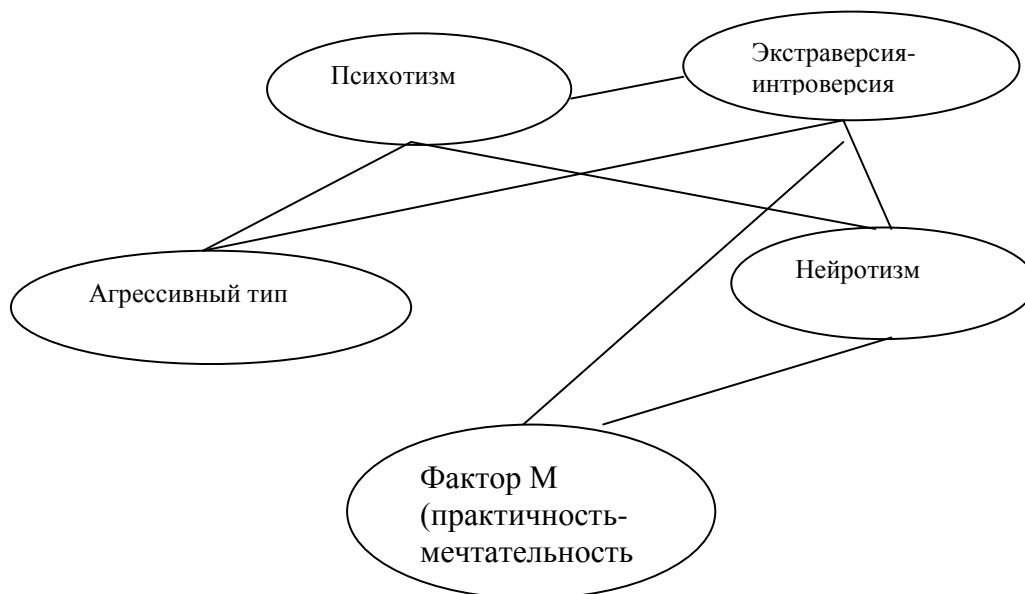 Психотизм
Экстраверсия-
интроверсия
Агрессивный тип
Нейротизм
Фактор М
(практичность-
мечтательность